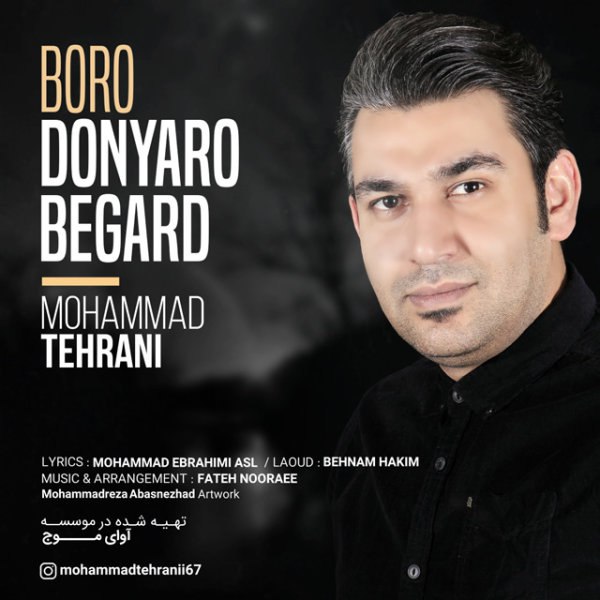 BORO
DONYARO
BEGARD
MOHAMMAD
TEHRANI
LYRICS : MOHAMMAD EBRAHIMI ASL / LAOUD : BEHNAM HAKIM
MUSIC & ARRANGEMENT : FATEH NOORAEE
Mohammadreza Abasnezhad Artwork
تهیه شده در موسسه
آوای موج
mohammadtehranii67